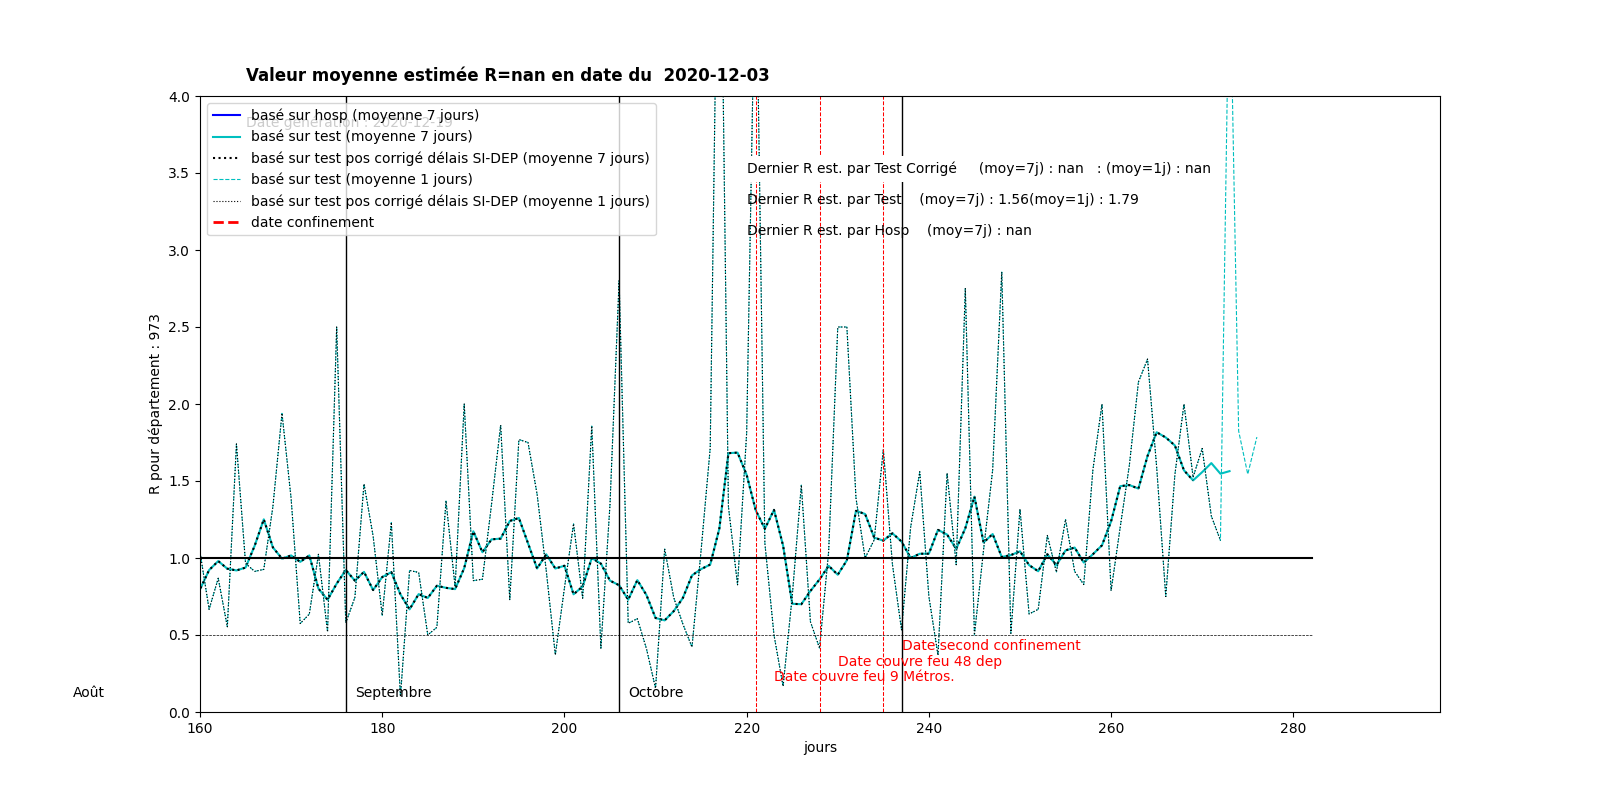 Valeur moyenne estimée R=nan en date du  2020-12-03
basé sur hosp (moyenne 7 jours)
Date génération : 2020-12-19
basé sur test (moyenne 7 jours)
basé sur test pos corrigé délais SI-DEP (moyenne 7 jours)
basé sur test (moyenne 1 jours)
basé sur test pos corrigé délais SI-DEP (moyenne 1 jours)
date confinement
Dernier R est. par Test Corrigé     (moy=7j) : nan   : (moy=1j) : nan
Dernier R est. par Test    (moy=7j) : 1.56(moy=1j) : 1.79
Dernier R est. par Hosp    (moy=7j) : nan
4.0
3.5
3.0
2.5
2.0
1.5
1.0
0.5
0.0
R pour département : 973
Date second confinement
Date couvre feu 48 dep
Date couvre feu 9 Métros.
Août
Septembre
Octobre
160
180
200
220
240
260
280
jours